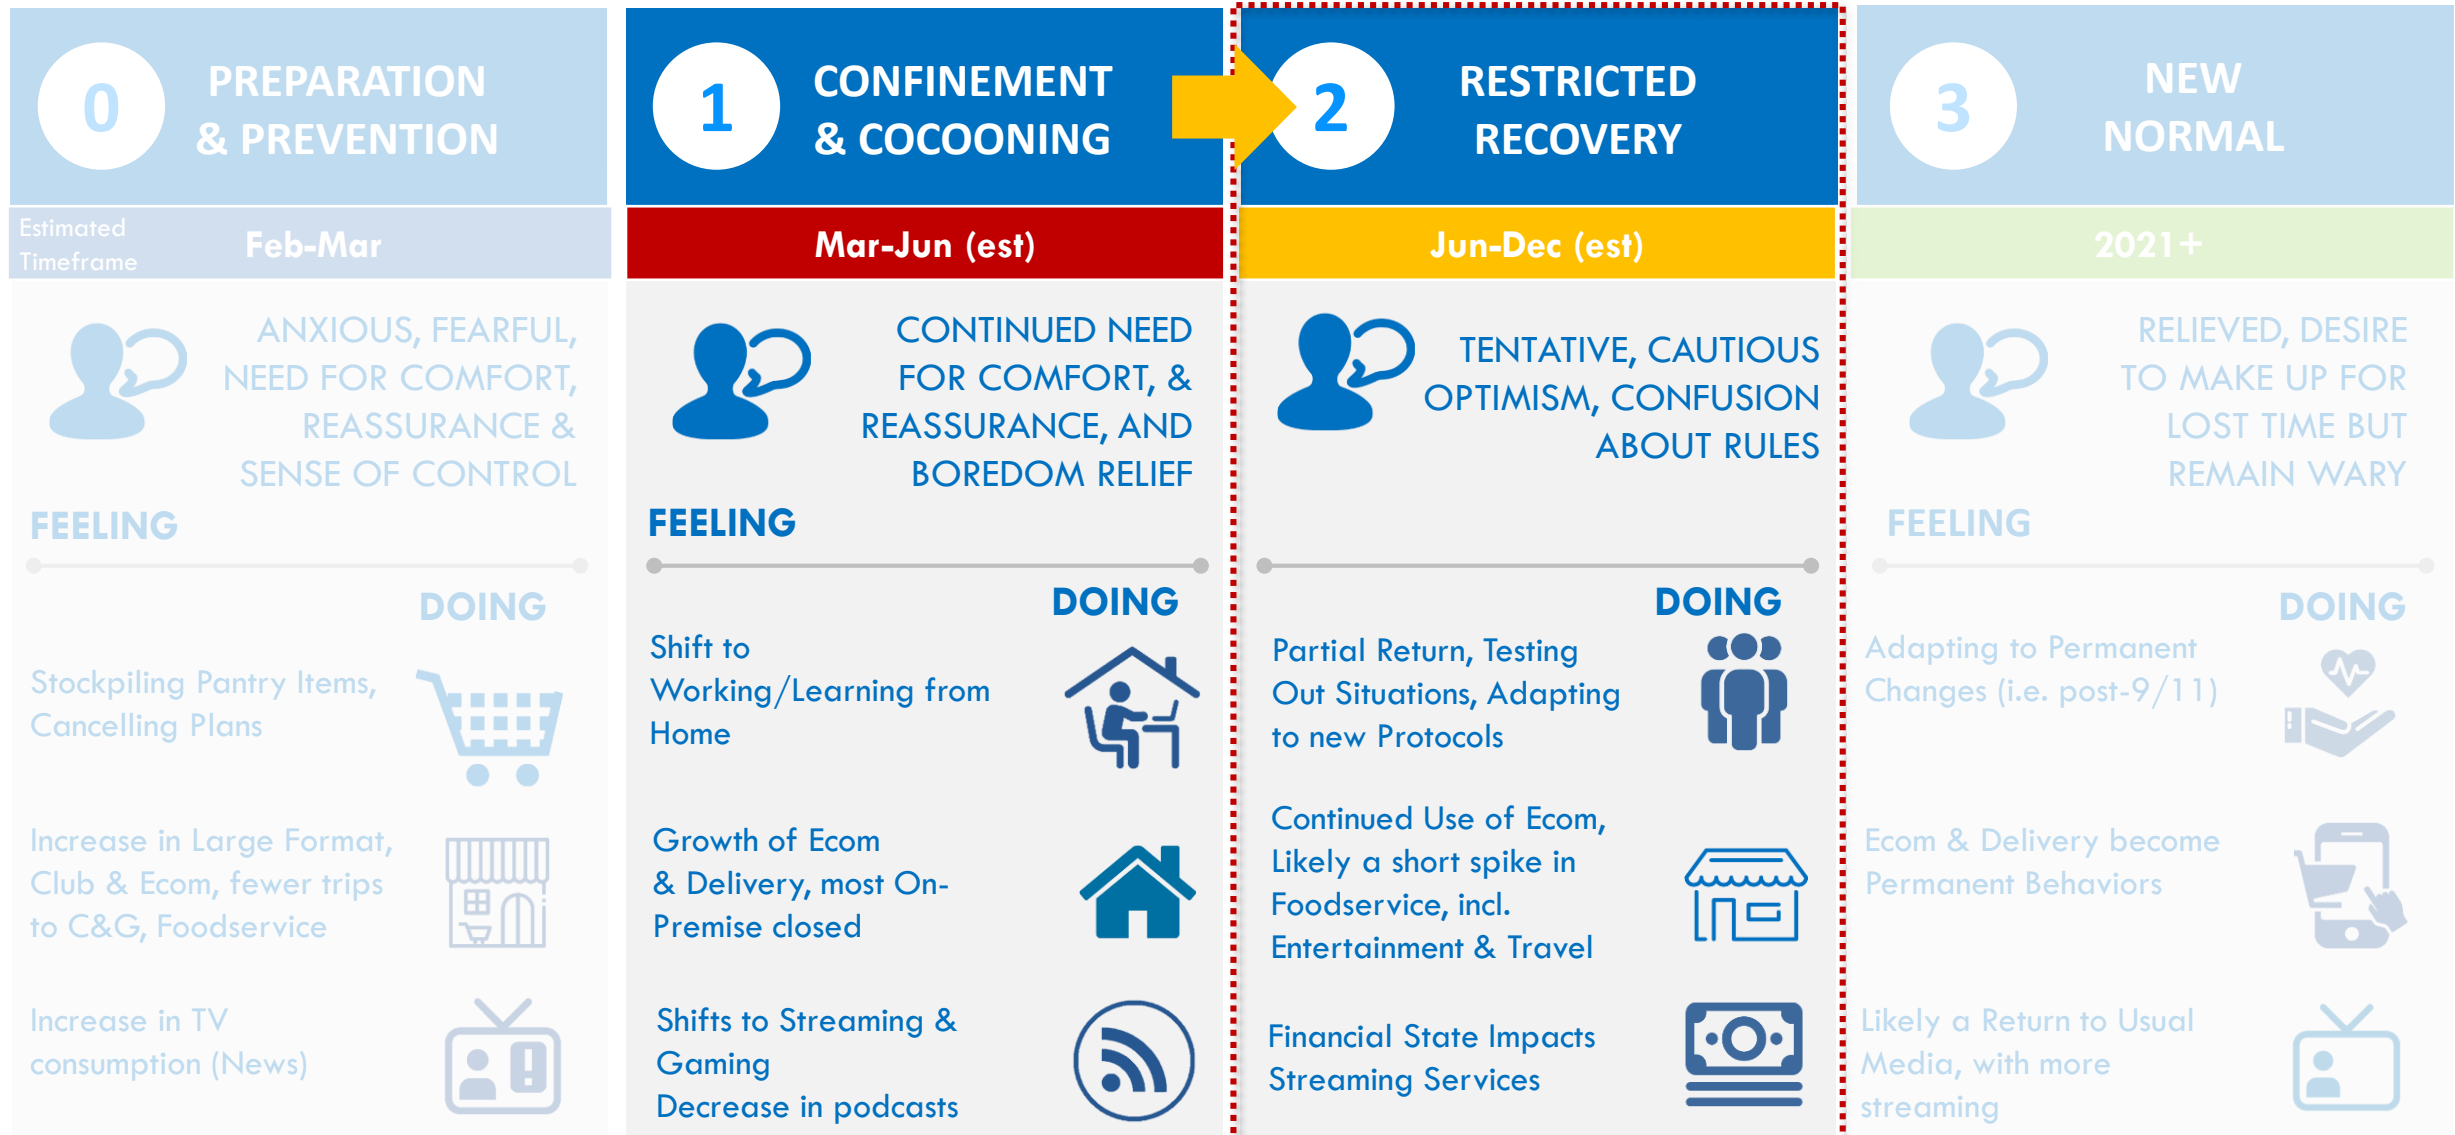 0
PREPARATION
& PREVENTION
Estimated
Timeframe
Feb-Mar
ANXIOUS, FEARFUL,
NEED FOR COMFORT,
REASSURANCE &
SENSE OF CONTROL
FEELING
DOING
Stockpiling Pantry Items,
Cancelling Plans
Increase in Large Format,
Club & Ecom, fewer trips
to C&G, Foodservice
Increase in TV
consumption (News)
1
CONFINEMENT
& COCOONING
Mar-Jun (est)
CONTINUED NEED
FOR COMFORT, &
REASSURANCE, AND
BOREDOM RELIEF
FEELING
DOING
Shift to
Working/Learning from
Home
Growth of Ecom
& Delivery, most On-
Premise closed
Shifts to Streaming &
Gaming
Decrease in podcasts
2
RESTRICTED
RECOVERY
Jun-Dec (est)
TENTATIVE, CAUTIOUS
OPTIMISM, CONFUSION
ABOUT RULES
DOING
Partial Return, Testing
Out Situations, Adapting
to new Protocols
Continued Use of Ecom,
Likely a short spike in
Foodservice, incl.
Entertainment & Travel
Financial State Impacts
Streaming Services
3
NEW
NORMAL
2021+
RELIEVED, DESIRE
TO MAKE UP FOR
LOST TIME BUT
REMAIN WARY
FEELING
DOING
Adapting to Permanent
Changes (i.e. post-9/11)
Ecom & Delivery become
Permanent Behaviors
Likely a Return to Usual
Media, with more
streaming